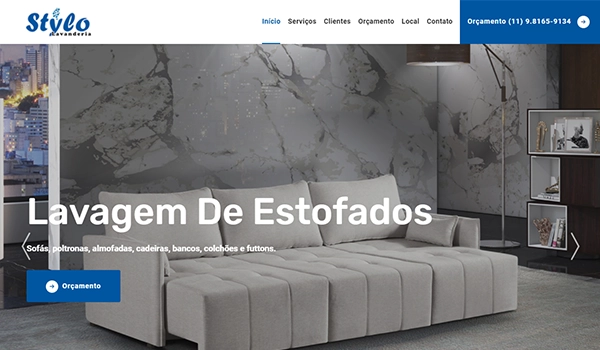 Stylo
Lavanderia
Início Serviços Clientes Orçamento Local Contato
Orçamento (11) 9.8165-9134
Lavagem De Estofados
Sofás, poltronas, almofadas, cadeiras, bancos, colchões e futtons.
Orçamento